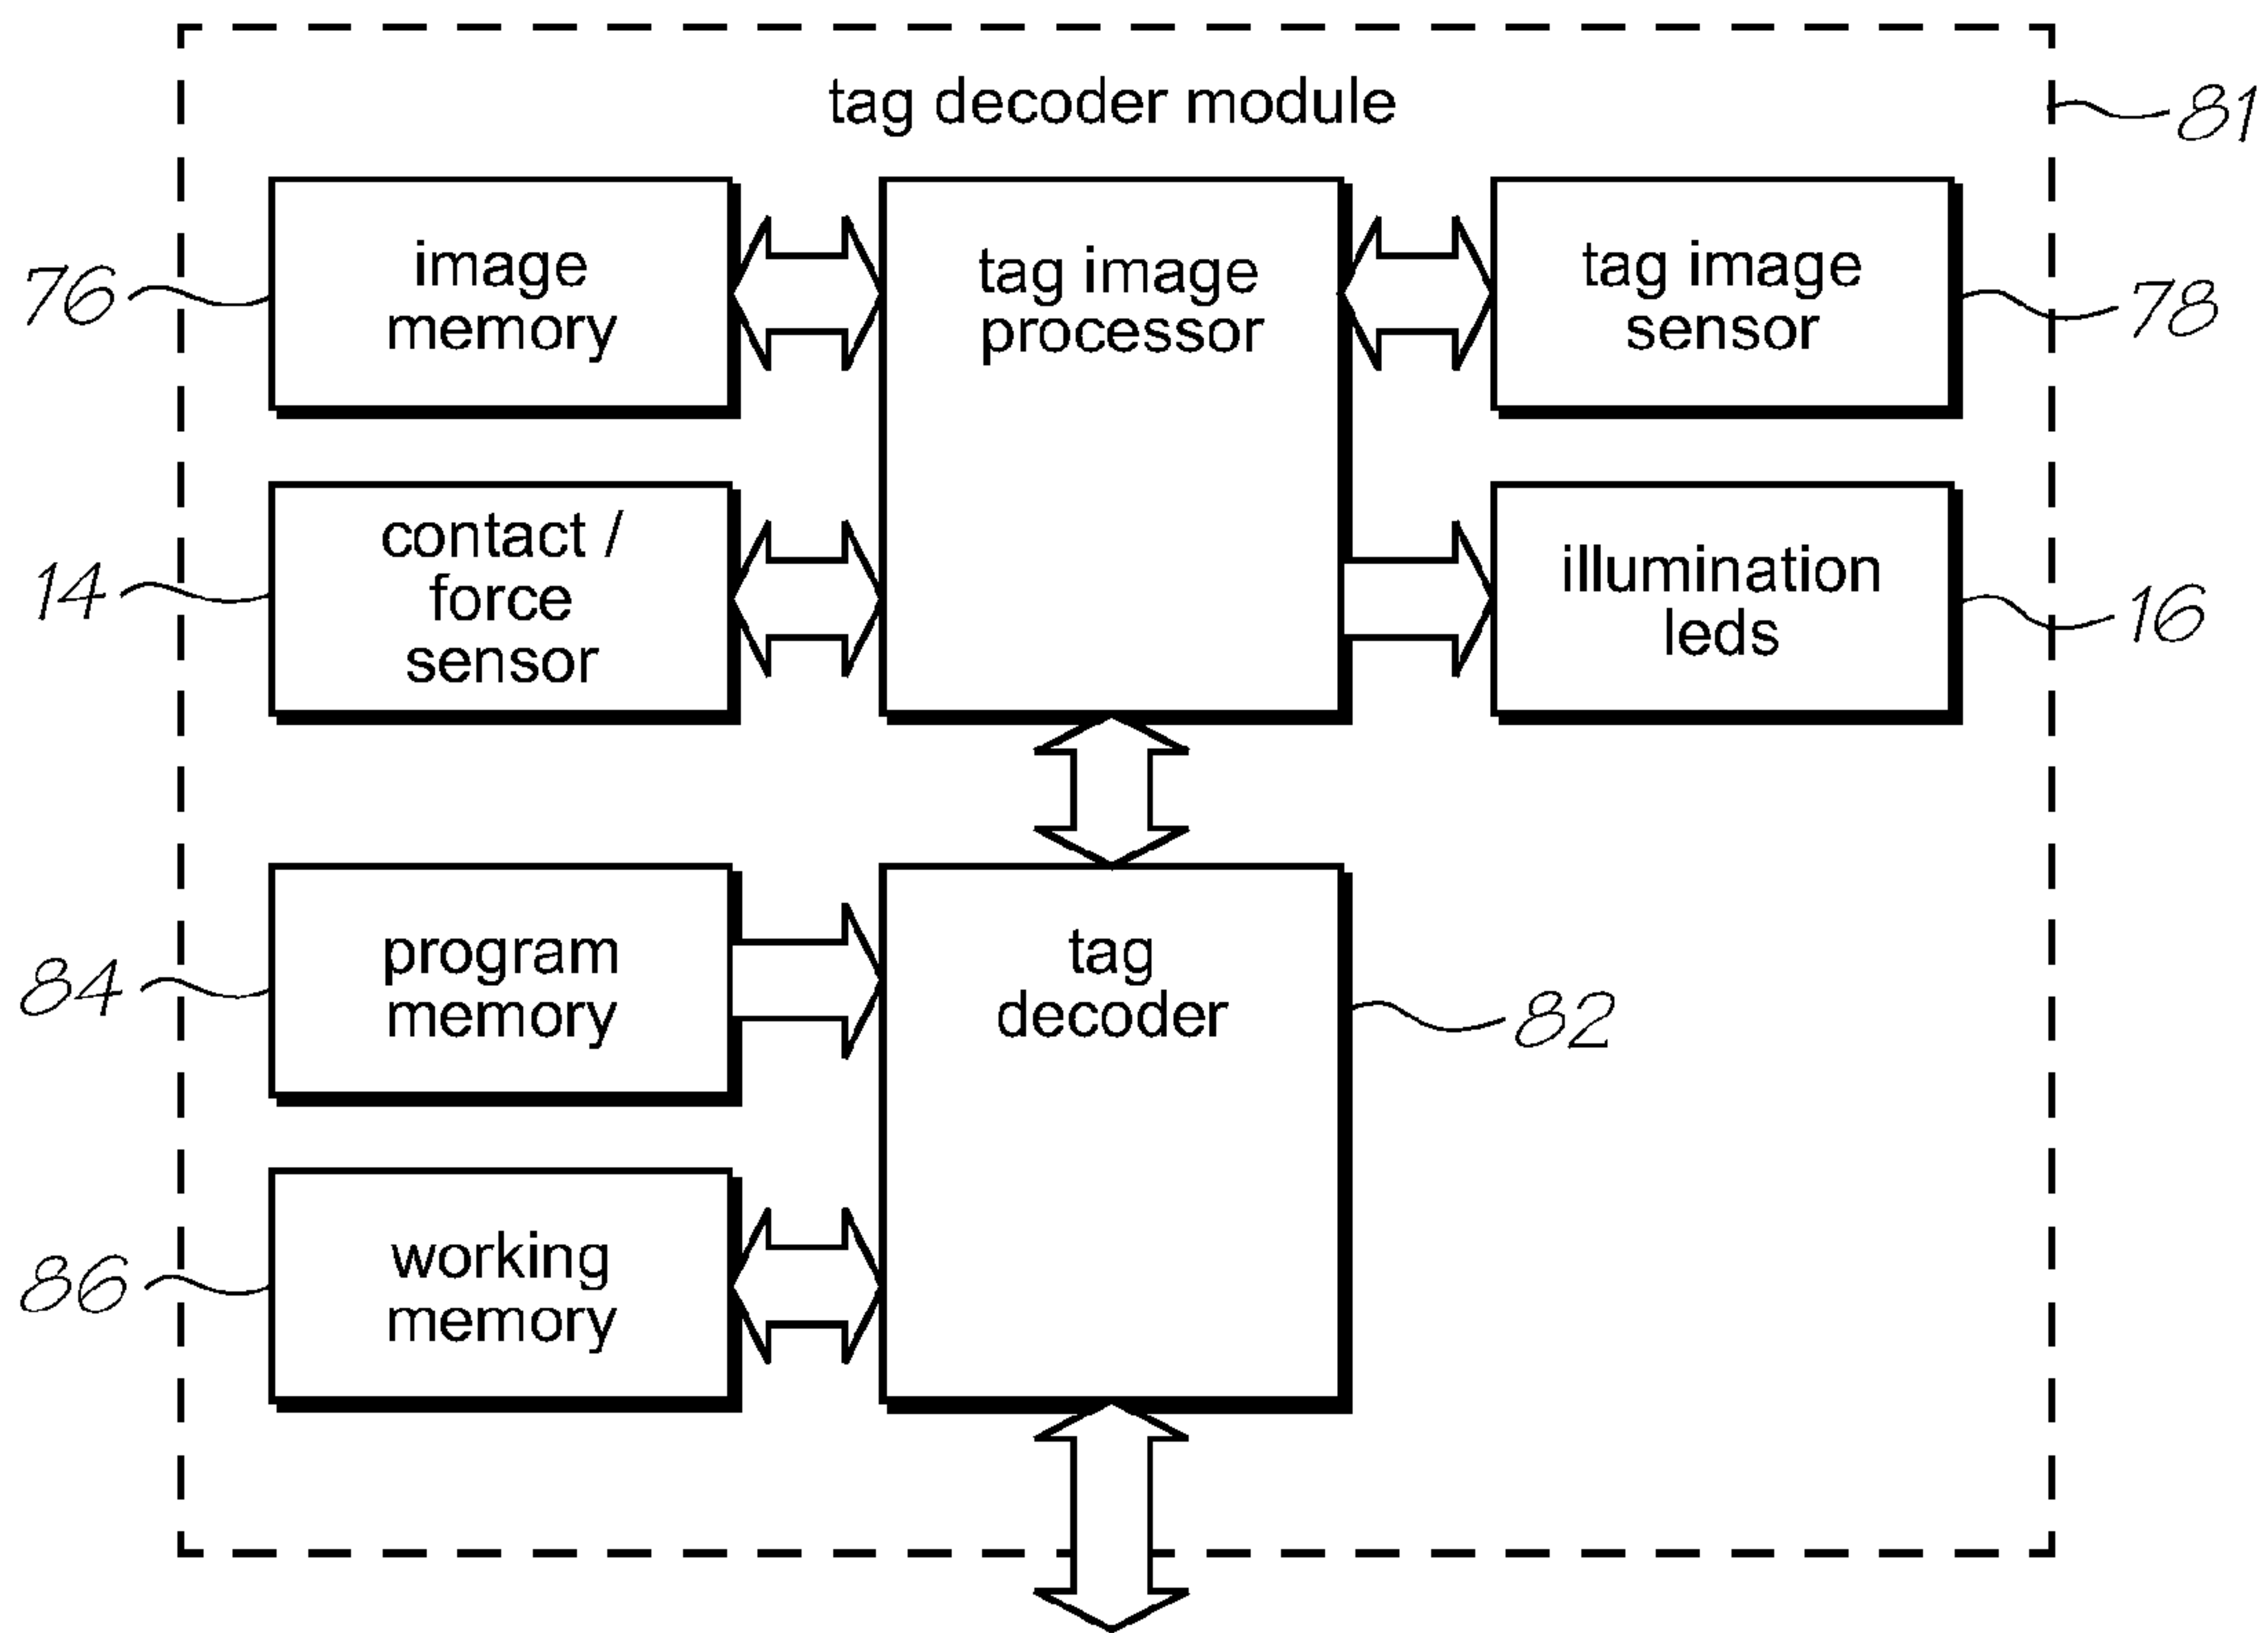 tag decoder module
81
76
image
memory
tag image
processor
tag image
sensor
78
14
contact /
force
sensor
illumination
leds
16
84
program
memory
tag
decoder
82
86
working
memory